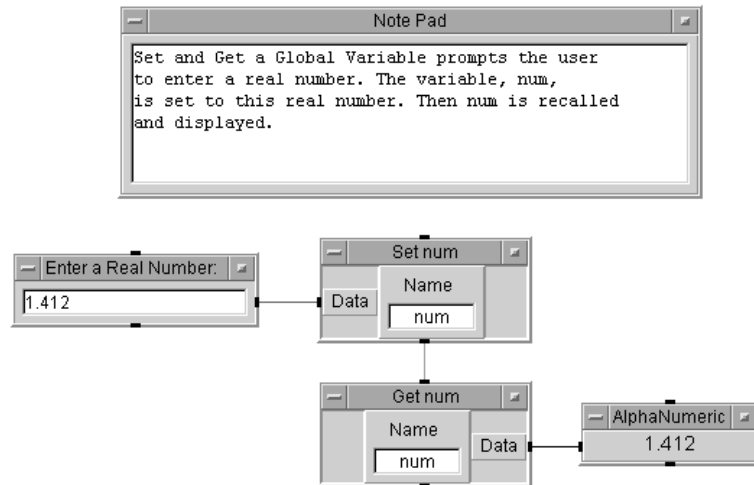 Note Pad
Set and Get a Global Variable prompts the user
to enter a real number. The variable, num,
is set to this real number. Then num is recalled
and displayed.
Enter a Real Number:
1.412
Set num
Name
Data
num
Get num
Name
Data
num
AlphaNumeric
1.412